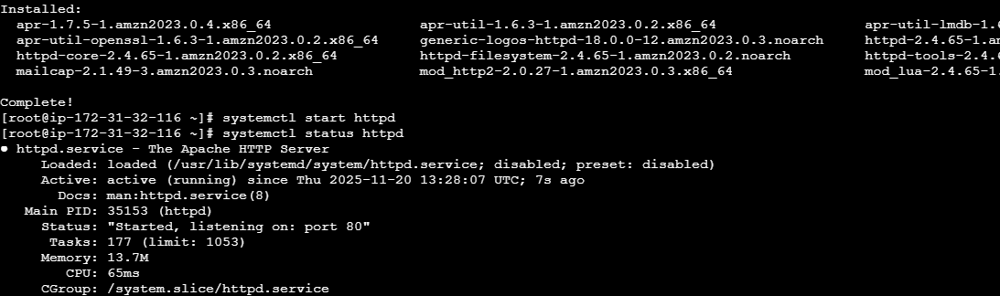 Installed:
apr-1.7.5-1.amzn2023.0.4.x86_64 apr-util-1.6.3-1.amzn2023.0.2.x86_64 apr-util-lmdb-1.6
apr-util-openssl-1.6.3-1.amzn2023.0.2.x86_64 generic-logos-httpd-18.0.0-12.amzn2023.0.3.noarch httpd-2.4.65-1.am
httpd-core-2.4.65-1.amzn2023.0.2.x86_64 httpd-filesystem-2.4.65-1.amzn2023.0.2.noarch httpd-tools-2.4.6
mailcap-2.1.49-3.amzn2023.0.3.noarch mod_http2-2.0.27-1.amzn2023.0.3.x86_64 mod_lua-2.4.65-1.
Complete!
[root@ip-172-31-32-116 ~]# systemctl start httpd
[root@ip-172-31-32-116 ~]# systemctl status httpd
● httpd.service - The Apache HTTP Server
Loaded: loaded (/usr/lib/systemd/system/httpd.service; disabled; preset: disabled)
Active: active (running) since Thu 2025-11-20 13:28:07 UTC; 7s ago
Docs: man:httpd.service(8)
Main PID: 35153 (httpd)
Status: "Started, listening on: port 80"
Tasks: 177 (limit: 1053)
Memory: 13.7M
CPU: 65ms
CGroup: /system.slice/httpd.service